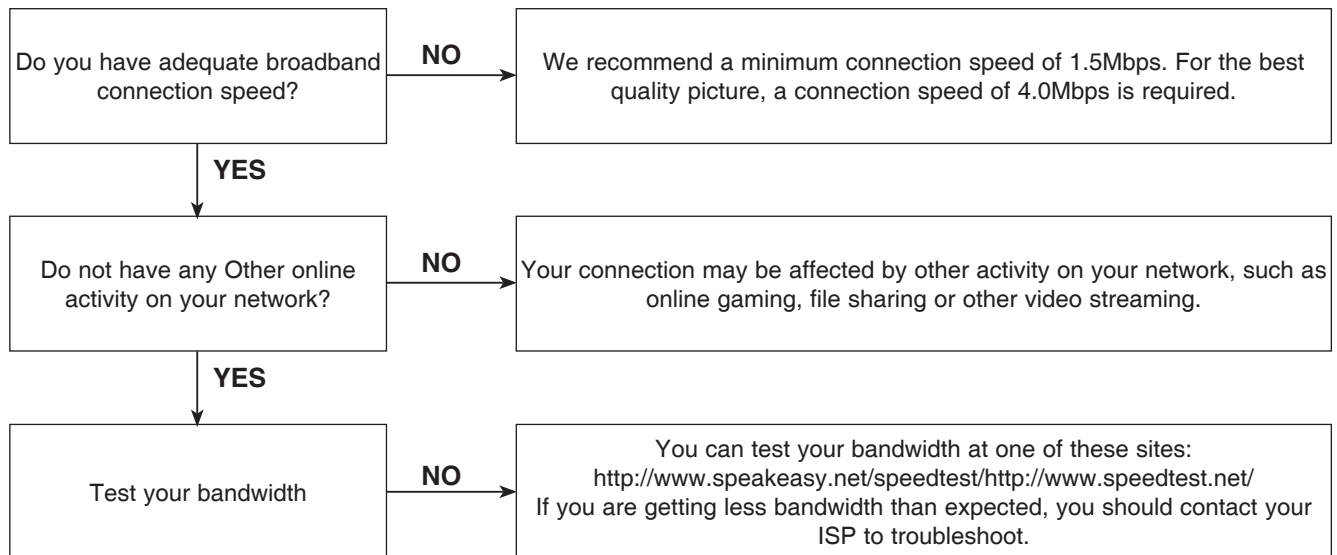 Do you have adequate broadband
connection speed?
NO
We recommend a minimum connection speed of 1.5Mbps. For the best
quality picture, a connection speed of 4.0Mbps is required.
YES
Do not have any Other online
activity on your network?
NO
Your connection may be affected by other activity on your network, such as
online gaming, file sharing or other video streaming.
YES
Test your bandwidth
NO
You can test your bandwidth at one of these sites:
http://www.speakeasy.net/speedtest/http://www.speedtest.net/
If you are getting less bandwidth than expected, you should contact your
ISP to troubleshoot.